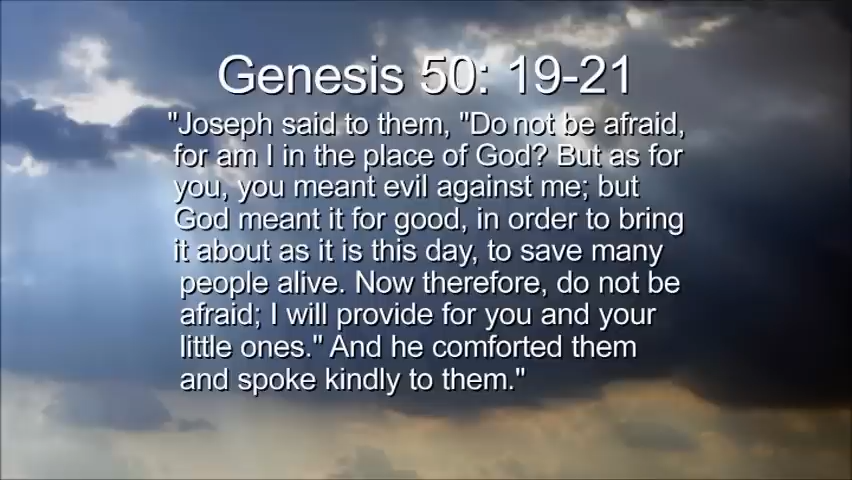 Genesis 50: 19-21
"Joseph said to them, "Do not be afraid,
for am I in the place of God? But as for
you, you meant evil against me; but
God meant it for good, in order to bring
it about as it is this day, to save many
people alive. Now therefore, do not be
afraid; I will provide for you and your
little ones." And he comforted them
and spoke kindly to them."